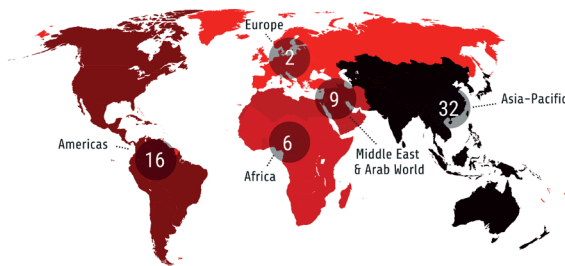 Europe
2
9
32
Asia-Pacific
Americas
16
6
Africa
Middle East
& Arab World